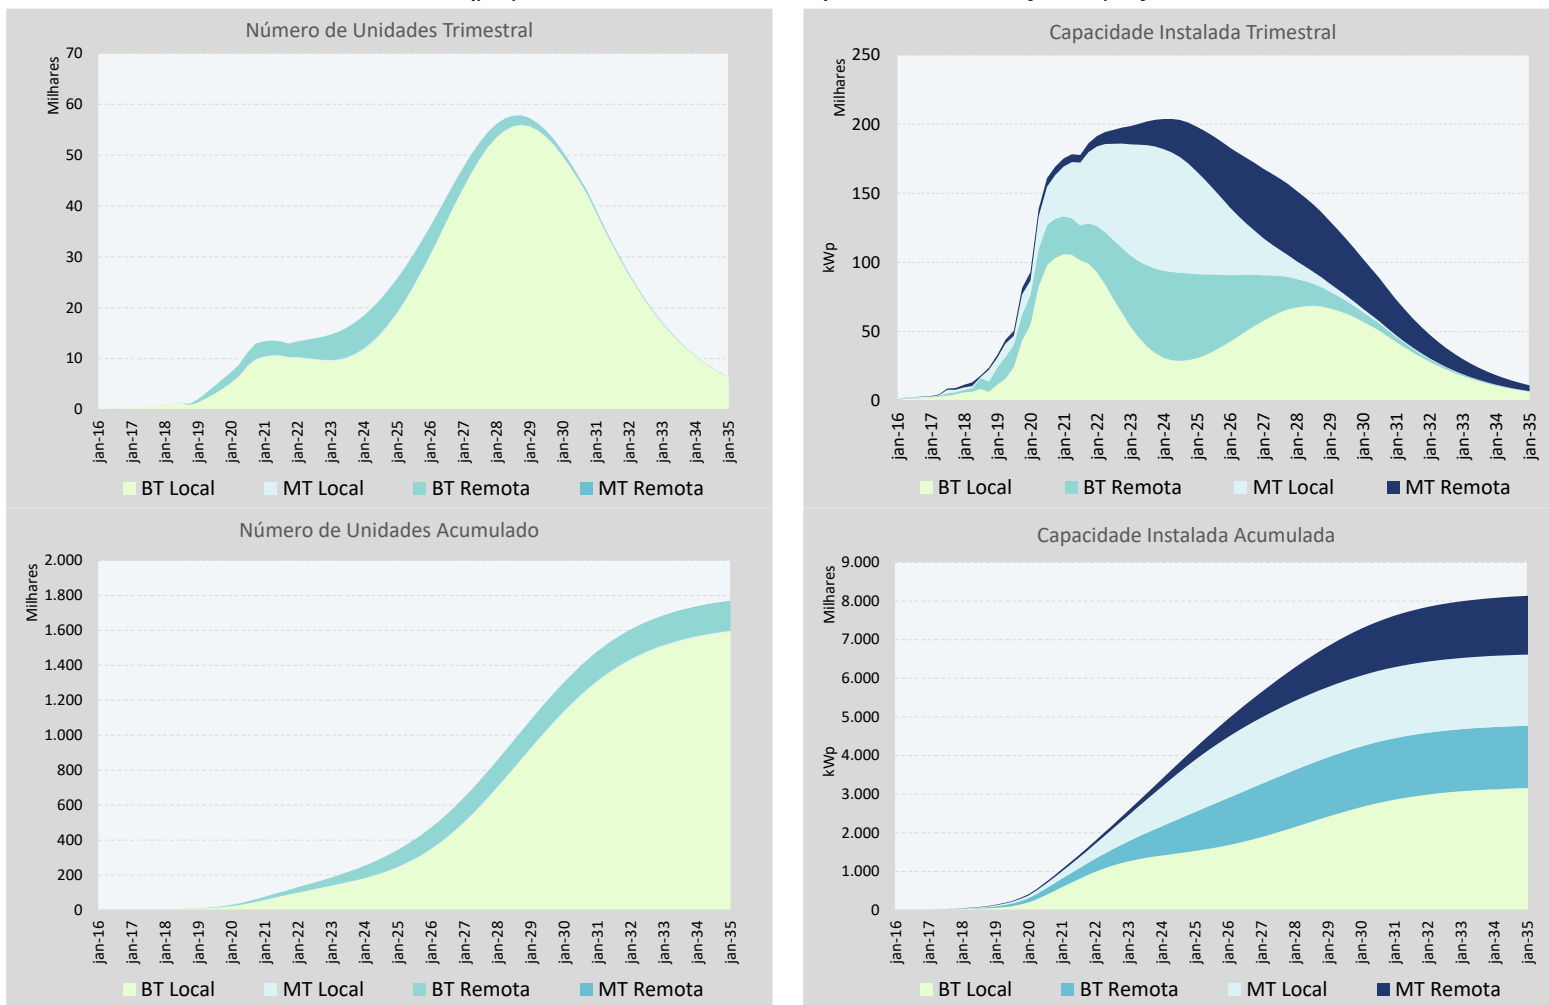 Número de Unidades Trimestral
Milhares
70
60
50
40
30
20
10
0
jan-16
jan-17
jan-18
jan-19
jan-20
jan-21
jan-22
jan-23
jan-24
jan-25
jan-26
jan-27
jan-28
jan-29
jan-30
jan-31
jan-32
jan-33
jan-34
jan-35
BT Local MT Local BT Remota MT Remota
Capacidade Instalada Trimestral
Milhares
kWp
250
200
150
100
50
0
jan-16
jan-17
jan-18
jan-19
jan-20
jan-21
jan-22
jan-23
jan-24
jan-25
jan-26
jan-27
jan-28
jan-29
jan-30
jan-31
jan-32
jan-33
jan-34
jan-35
BT Local BT Remota MT Local MT Remota
Número de Unidades Acumulado
Milhares
2.000
1.800
1.600
1.400
1.200
1.000
800
600
400
200
0
jan-16
jan-17
jan-18
jan-19
jan-20
jan-21
jan-22
jan-23
jan-24
jan-25
jan-26
jan-27
jan-28
jan-29
jan-30
jan-31
jan-32
jan-33
jan-34
jan-35
BT Local MT Local BT Remota MT Remota
Capacidade Instalada Acumulada
Milhares
kWp
9.000
8.000
7.000
6.000
5.000
4.000
3.000
2.000
1.000
0
jan-16
jan-17
jan-18
jan-19
jan-20
jan-21
jan-22
jan-23
jan-24
jan-25
jan-26
jan-27
jan-28
jan-29
jan-30
jan-31
jan-32
jan-33
jan-34
jan-35
BT Local BT Remota MT Local MT Remota